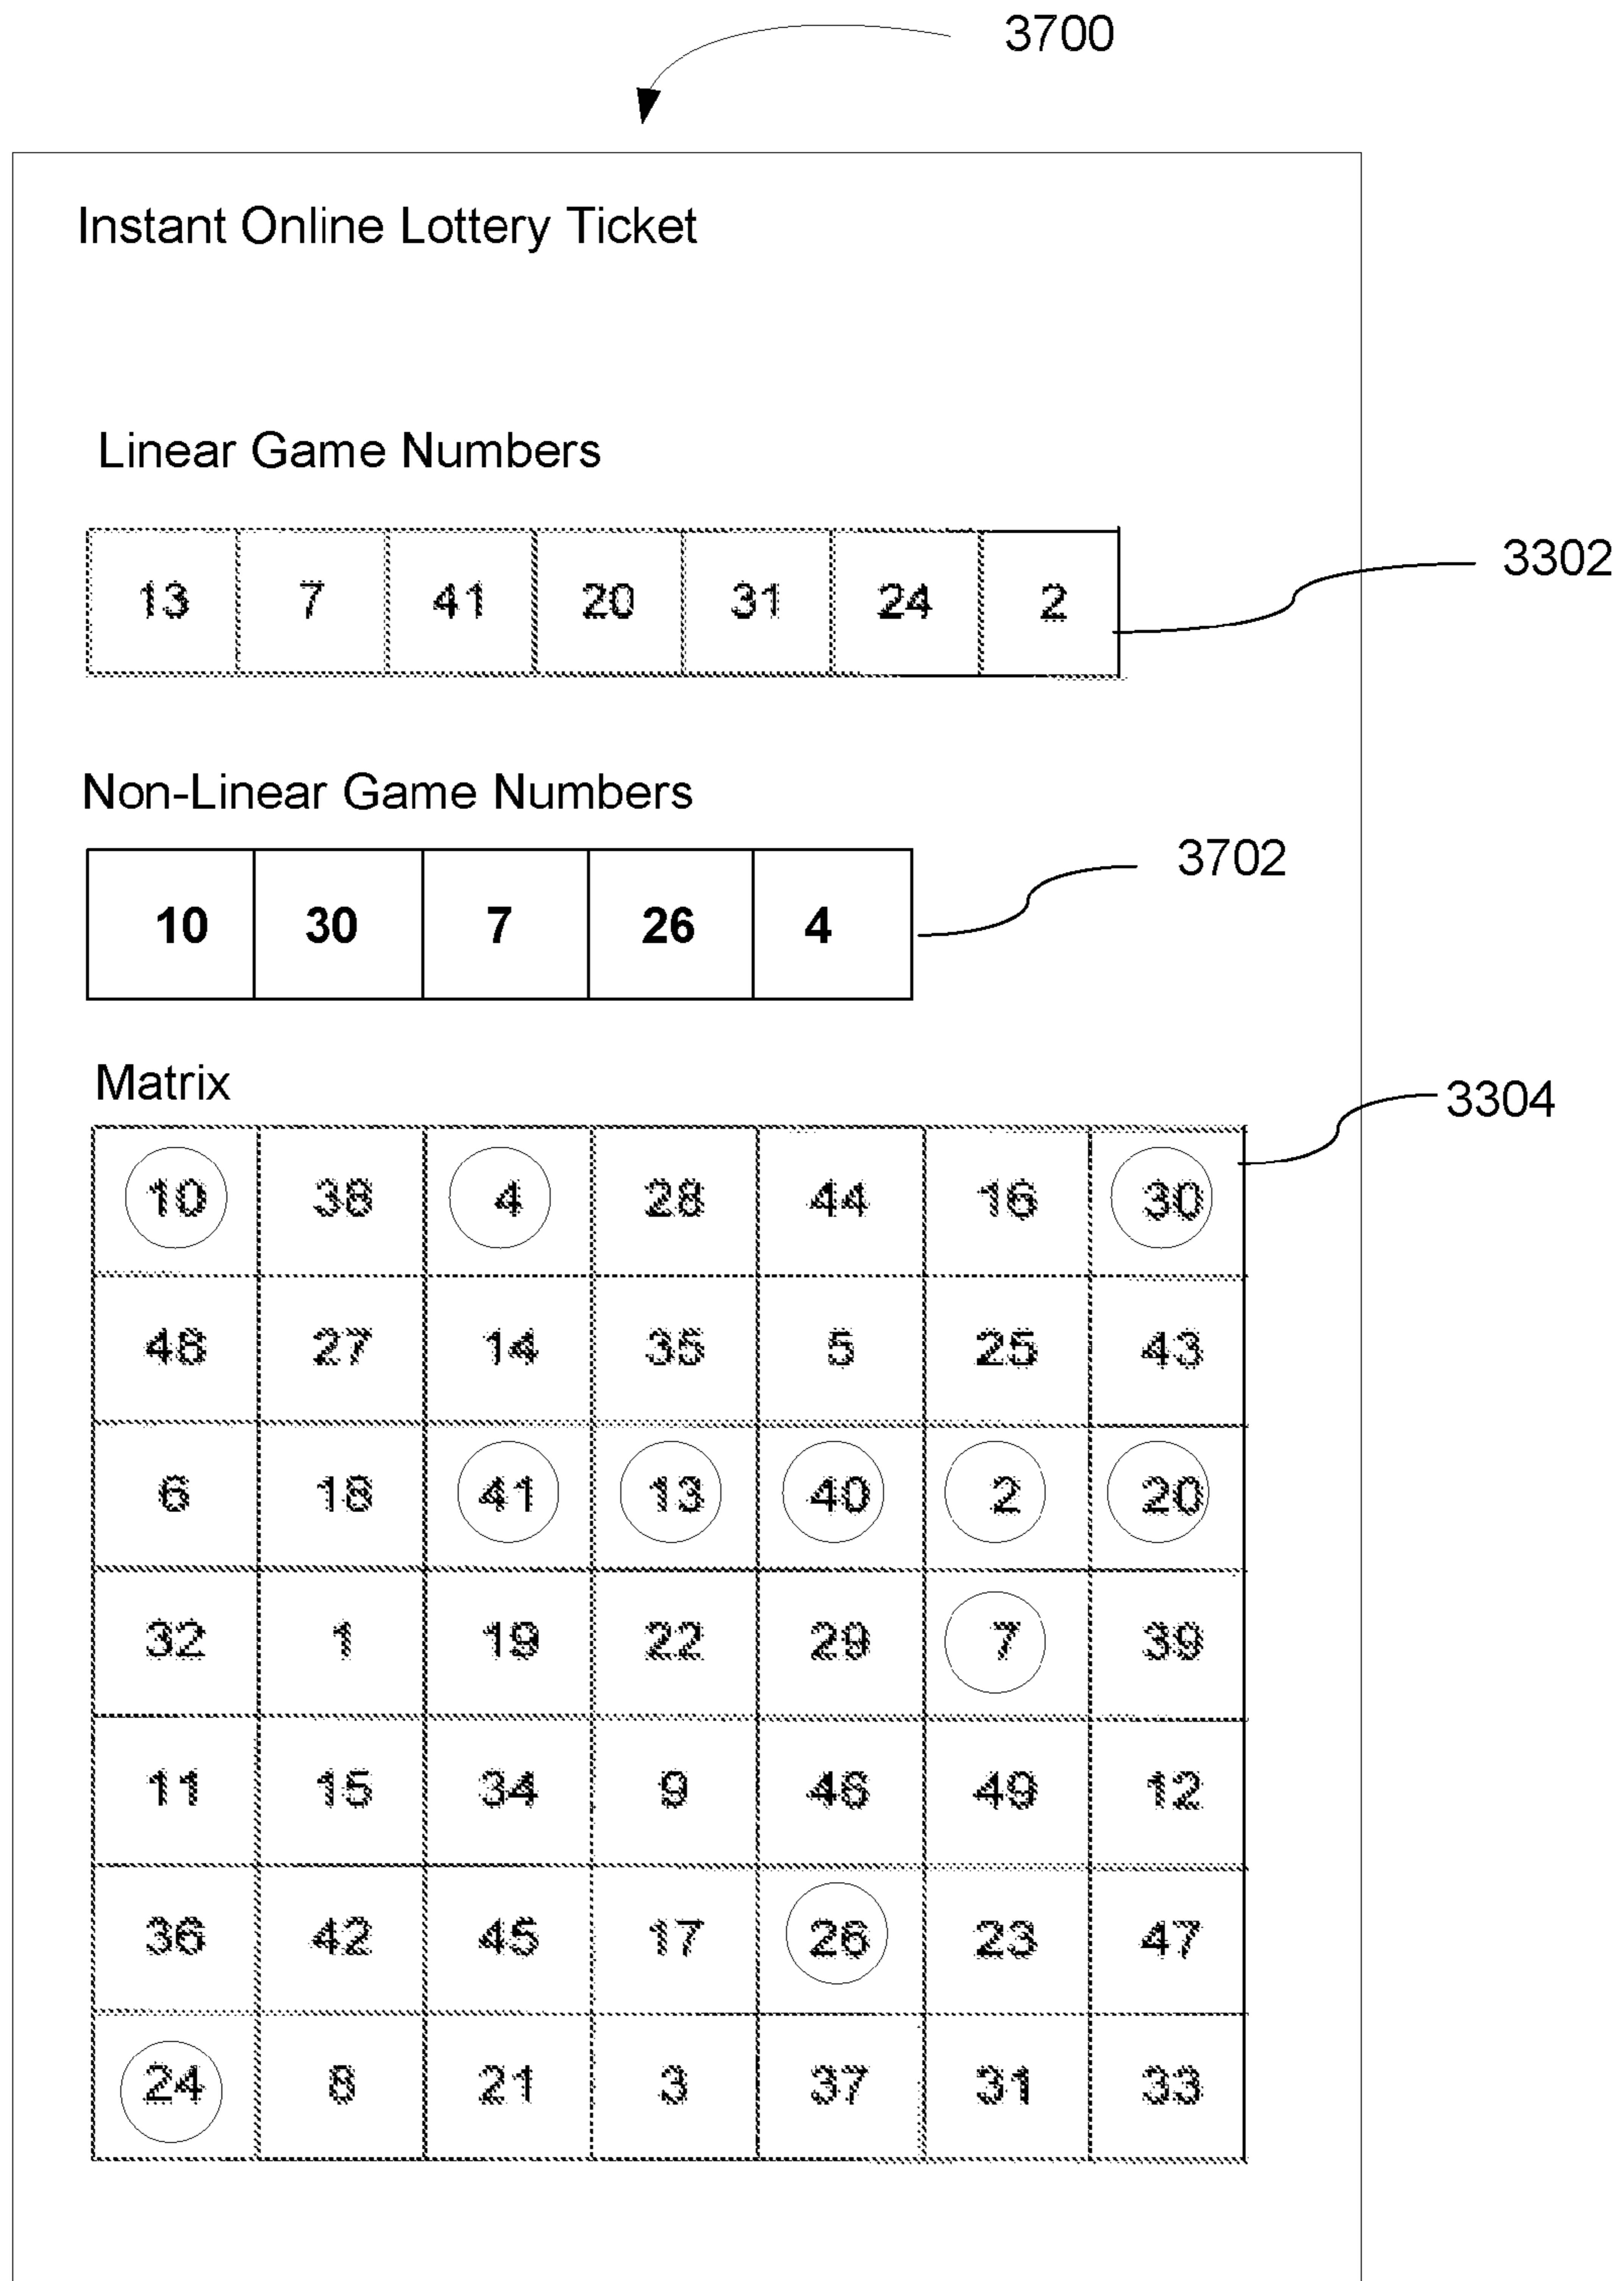 3700
Instant Online Lottery Ticket
Linear Game Numbers
13 7 41 20 31 24 2
3302
Non-Linear Game Numbers
3702
10 30 7 26 4
Matrix
3304
10 38 4 28 44 16 30
48 27 14 35 5 25 43
6 18 41 13 40 2 20
32 1 19 22 29 7 39
11 15 34 9 46 49 12
36 42 45 17 26 23 47
24 8 21 3 37 31 33